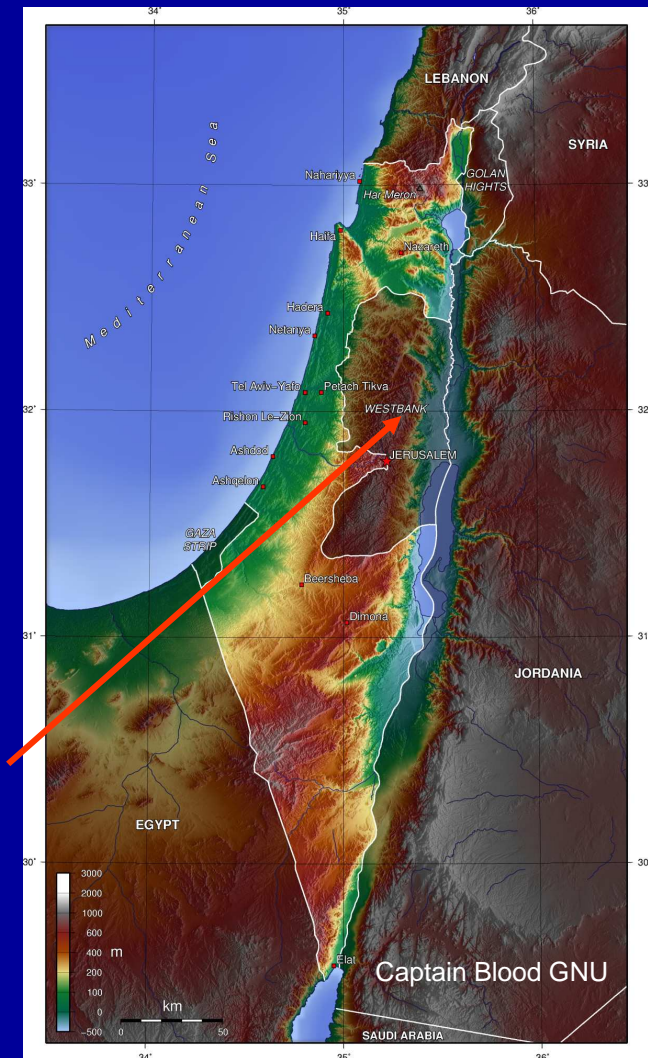 34° 35° 36°
LEBANON
SYRIA
Mediterranean Sea
33° 33°
Nahariyya
GOLAN
HIGHTS
Har Meron
Haifa
Nazareth
Hadera
Netanya
Tel Aviv-Yafo
Petach Tikva
32° 32°
WESTBANK
Rishon Le-Zion
Ashdod
JERUSALEM
Ashqelon
GAZA
STRIP
Beersheba
Dimona
31° 31°
JORDANIA
EGYPT
30° 30°
3000
2000
1000
600
400 m
200
100
0
-500
km
0 50
Elat
Captain Blood GNU
SAUDI ARABIA
34° 35° 36°